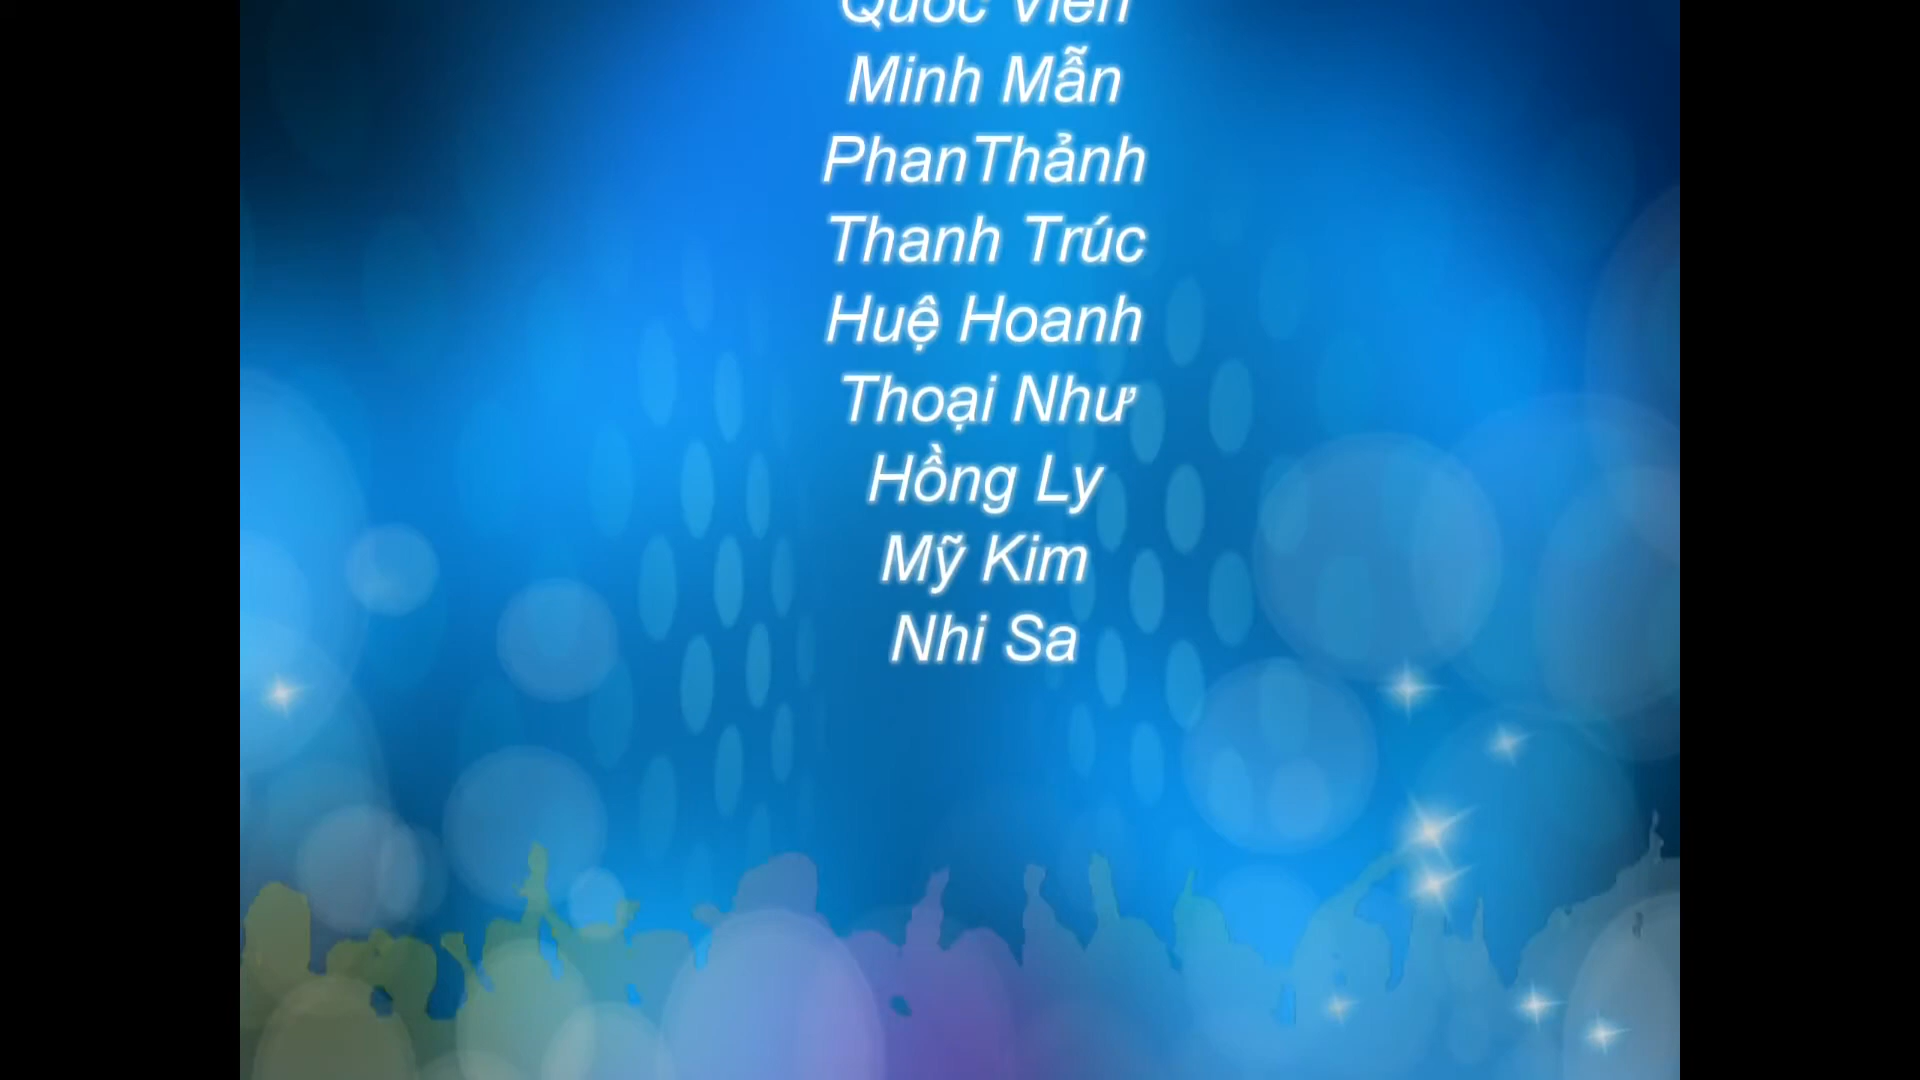 Minh Mẫn
PhanThảnh
Thanh Trúc
Huệ Hoanh
Thoại Như
Hồng Ly
Mỹ Kim
Nhi Sa